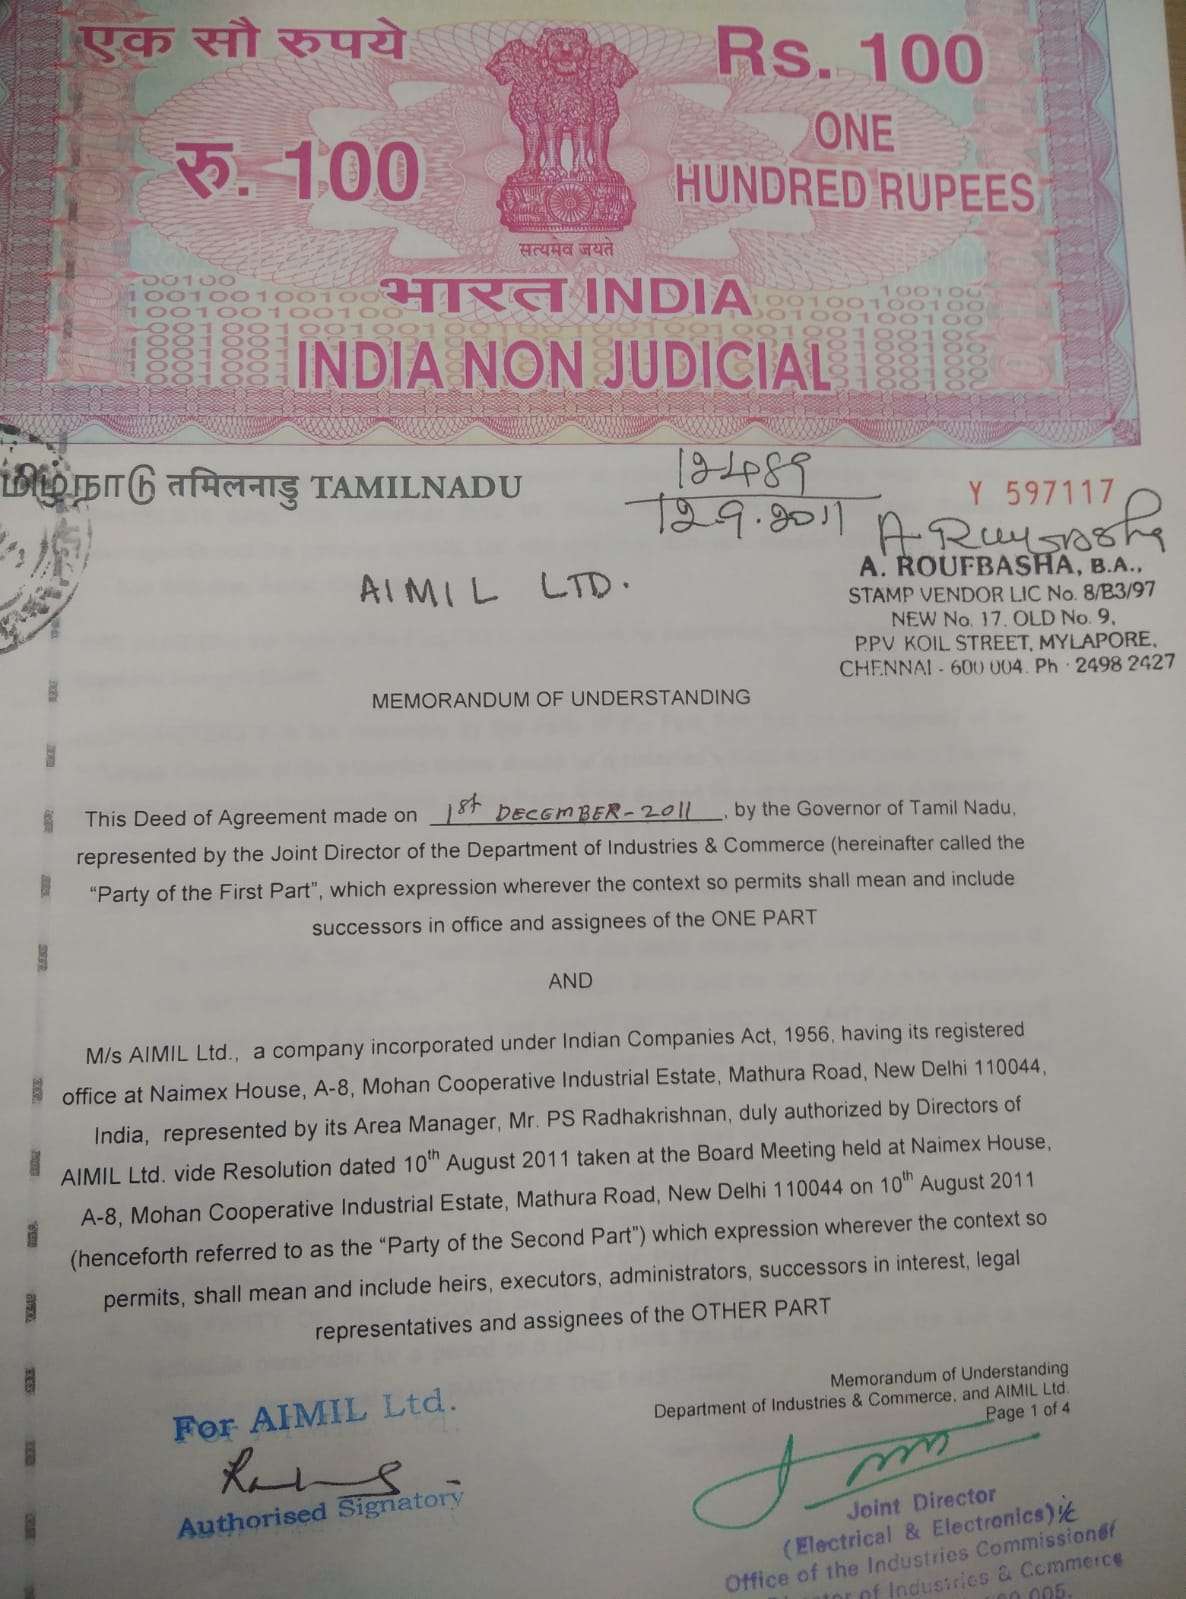 एक सौ रुपये
Rs. 100
रु. 100
ONE
HUNDRED RUPEES
सत्यमेव जयते
भारत INDIA
INDIA NON JUDICIAL
மிழ்நாடு तमिलनाडु TAMILNADU
12489
12.9.2011
Y 597117
A. ROUFBASHA, B.A.,
STAMP VENDOR LIC No. 8/B3/97
NEW No. 17, OLD No. 9,
P.P.V KOIL STREET, MYLAPORE,
CHENNAI - 600 004. Ph : 2498 2427
AIMIL LTD.
MEMORANDUM OF UNDERSTANDING
This Deed of Agreement made on 1st DECEMBER-2011, by the Governor of Tamil Nadu,
represented by the Joint Director of the Department of Industries & Commerce (hereinafter called the
“Party of the First Part”, which expression wherever the context so permits shall mean and include
successors in office and assignees of the ONE PART
AND
M/s AIMIL Ltd., a company incorporated under Indian Companies Act, 1956, having its registered
office at Naimex House, A-8, Mohan Cooperative Industrial Estate, Mathura Road, New Delhi 110044,
India, represented by its Area Manager, Mr. PS Radhakrishnan, duly authorized by Directors of
AIMIL Ltd. vide Resolution dated 10th August 2011 taken at the Board Meeting held at Naimex House,
A-8, Mohan Cooperative Industrial Estate, Mathura Road, New Delhi 110044 on 10th August 2011
(henceforth referred to as the “Party of the Second Part”) which expression wherever the context so
permits, shall mean and include heirs, executors, administrators, successors in interest, legal
representatives and assignees of the OTHER PART
Memorandum of Understanding
Department of Industries & Commerce, and AIMIL Ltd.
Page 1 of 4
For AIMIL Ltd.
Authorised Signatory
Joint Director
(Electrical & Electronics) i/c
Office of the Industries Commissioner
of Industries & Commerce
005.